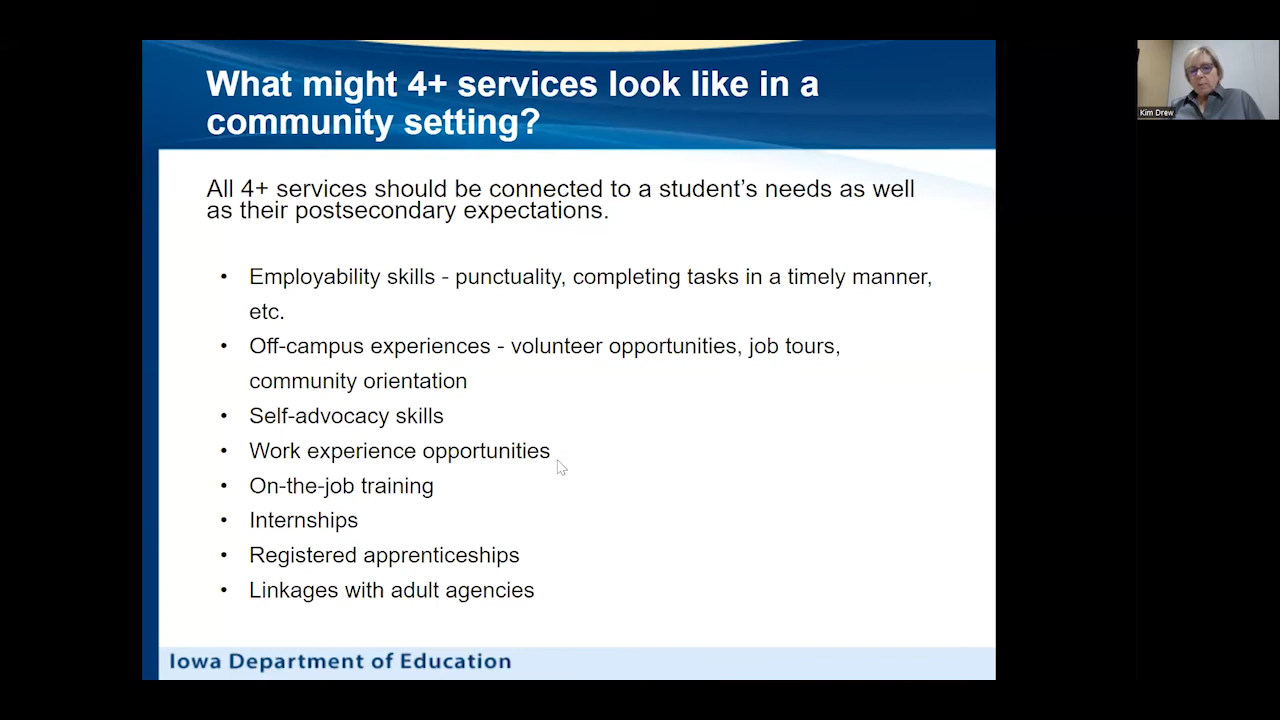 What might 4+ services look like in a
community setting?
All 4+ services should be connected to a student's needs as well
as their postsecondary expectations.
• Employability skills - punctuality, completing tasks in a timely manner,
etc.
• Off-campus experiences - volunteer opportunities, job tours,
community orientation
• Self-advocacy skills
• Work experience opportunities
• On-the-job training
• Internships
• Registered apprenticeships
• Linkages with adult agencies
Iowa Department of Education
Kim Drew